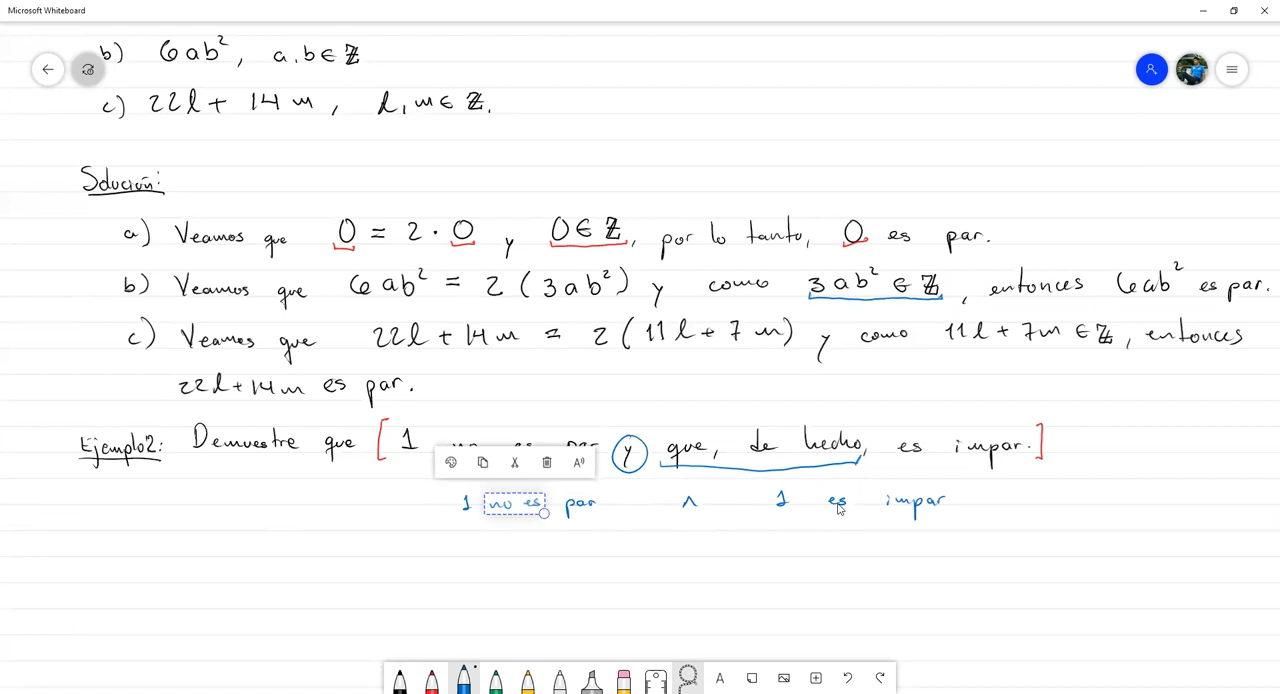 Microsoft Whiteboard
b) 6ab², a,b ∈ ℤ
c) 22l + 14m, l,m ∈ ℤ.
Solución:
a) Veamos que 0 = 2 · 0 y 0 ∈ ℤ, por lo tanto, 0 es par.
b) Veamos que 6ab² = 2(3ab²) y como 3ab² ∈ ℤ, entonces 6ab² es par.
c) Veamos que 22l + 14m = 2(11l + 7m) y como 11l + 7m ∈ ℤ, entonces
22l + 14m es par.
Ejemplo2: Demuestre que [1 no es par y que, de hecho, es impar.]
1 no es par ∧ 1 es impar